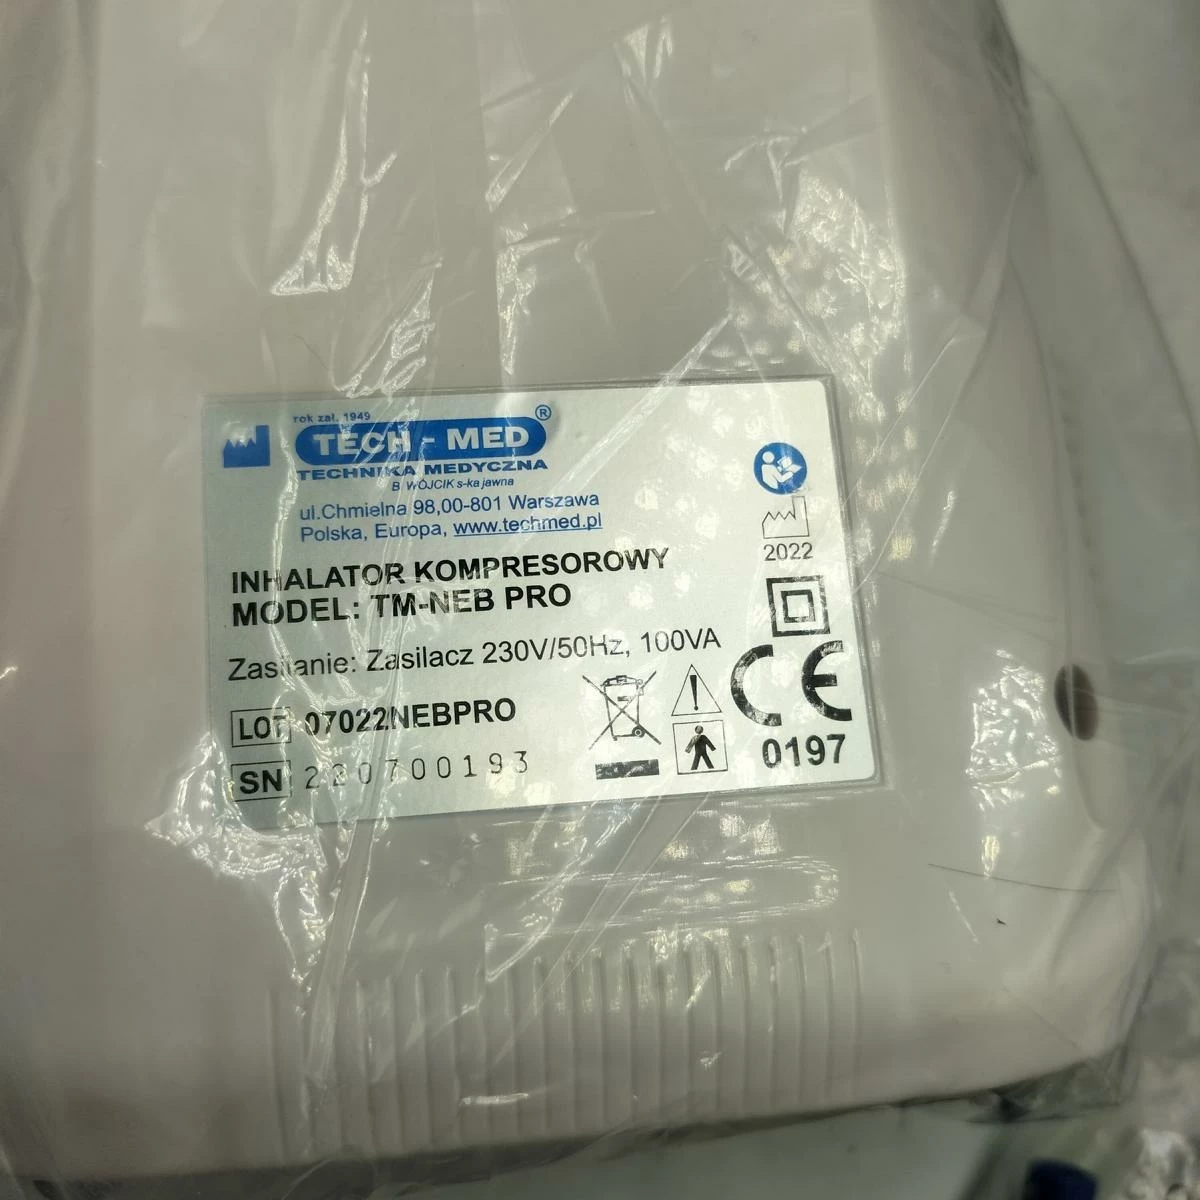 rok zał. 1949
TECH - MED®
TECHNIKA MEDYCZNA
B. WÓJCIK s-ka jawna
ul.Chmielna 98,00-801 Warszawa
Polska, Europa, www.techmed.pl
2022
INHALATOR KOMPRESOROWY
MODEL: TM-NEB PRO
Zasilanie: Zasilacz 230V/50Hz, 100VA
LOT 07022NEBPRO
SN 220700193
CE
0197